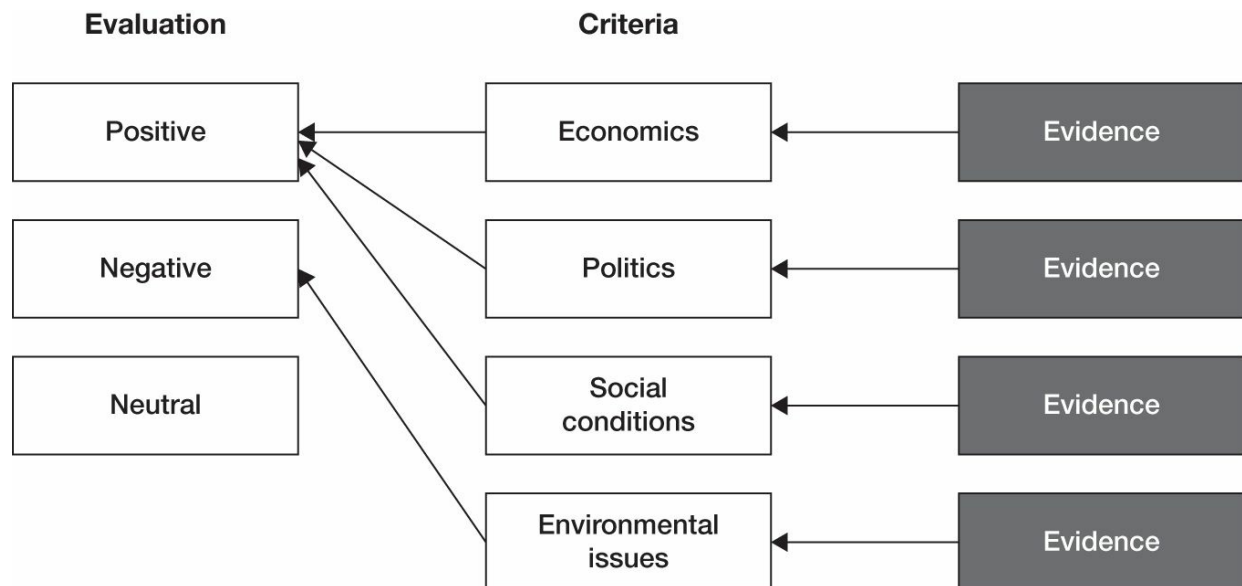 Evaluation
Criteria
Positive
Economics
Evidence
Negative
Politics
Evidence
Neutral
Social
conditions
Evidence
Environmental
issues
Evidence